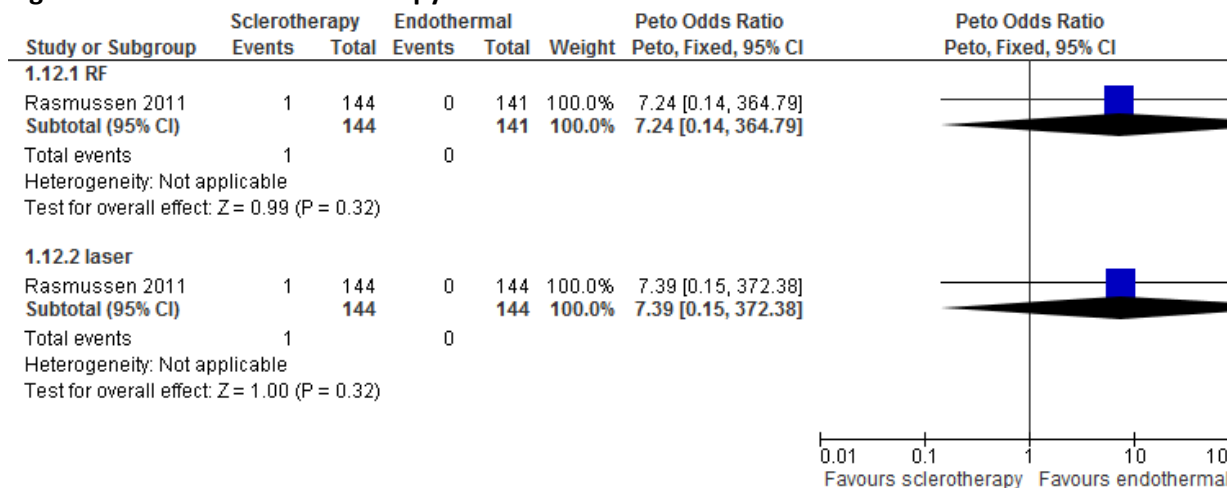 Sclerotherapy Endothermal Peto Odds Ratio Peto Odds Ratio
Study or Subgroup Events Total Events Total Weight Peto, Fixed, 95% CI Peto, Fixed, 95% CI
1.12.1 RF
Rasmussen 2011 1 144 0 141 100.0% 7.24 [0.14, 364.79]
Subtotal (95% CI) 144 141 100.0% 7.24 [0.14, 364.79]
Total events 1 0
Heterogeneity: Not applicable
Test for overall effect: Z = 0.99 (P = 0.32)
1.12.2 laser
Rasmussen 2011 1 144 0 144 100.0% 7.39 [0.15, 372.38]
Subtotal (95% CI) 144 144 100.0% 7.39 [0.15, 372.38]
Total events 1 0
Heterogeneity: Not applicable
Test for overall effect: Z = 1.00 (P = 0.32)
0.01 0.1 1 10 10
Favours sclerotherapy Favours endothermal